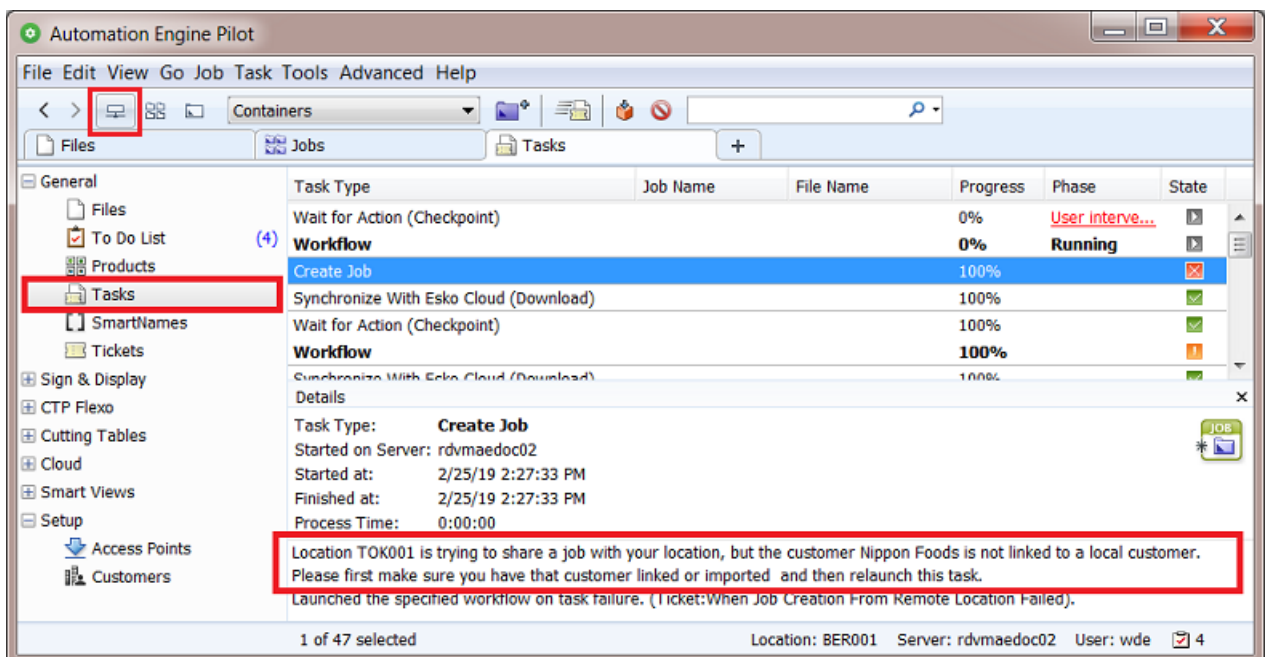 Automation Engine Pilot
File Edit View Go Job Task Tools Advanced Help
Containers
Files
Jobs
Tasks
+
General
Files
To Do List (4)
Products
Tasks
SmartNames
Tickets
Sign & Display
CTP Flexo
Cutting Tables
Cloud
Smart Views
Setup
Access Points
Customers
Task Type Job Name File Name Progress Phase State
Wait for Action (Checkpoint) 0% User interve...
Workflow 0% Running
Create Job 100%
Synchronize With Esko Cloud (Download) 100%
Wait for Action (Checkpoint) 100%
Workflow 100%
Synchronize With Esko Cloud (Download) 100%
Details
Task Type: Create Job
JOB
Started on Server: rdvmaedoc02
Started at: 2/25/19 2:27:33 PM
Finished at: 2/25/19 2:27:33 PM
Process Time: 0:00:00
Location TOK001 is trying to share a job with your location, but the customer Nippon Foods is not linked to a local customer.
Please first make sure you have that customer linked or imported and then relaunch this task.
Launched the specified workflow on task failure. (Ticket:When Job Creation From Remote Location Failed).
1 of 47 selected Location: BER001 Server: rdvmaedoc02 User: wde 4